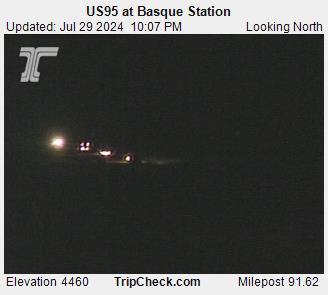 US95 at Basque Station
Updated: Jul 29 2024 10:07 PM Looking North
Elevation 4460 TripCheck.com Milepost 91.62